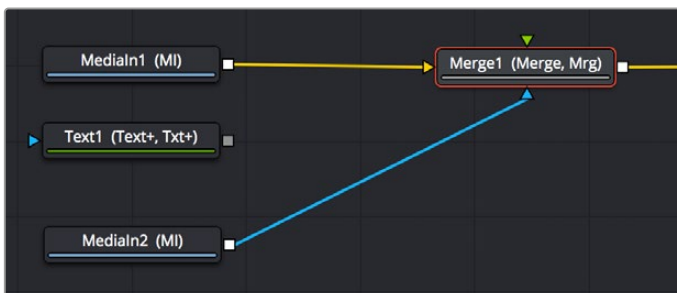 MediaIn1 (MI)
Merge1 (Merge, Mrg)
Text1 (Text+, Txt+)
MediaIn2 (MI)